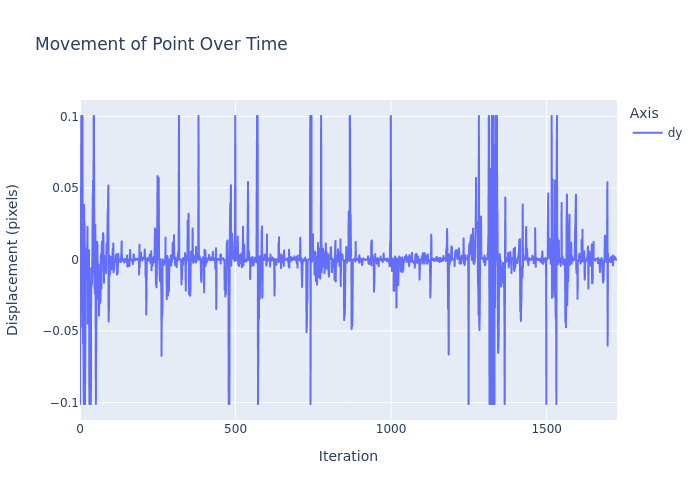 Movement of Point Over Time
Axis
dy
Displacement (pixels)
0.1
0.05
0
−0.05
−0.1
0
500
1000
1500
Iteration